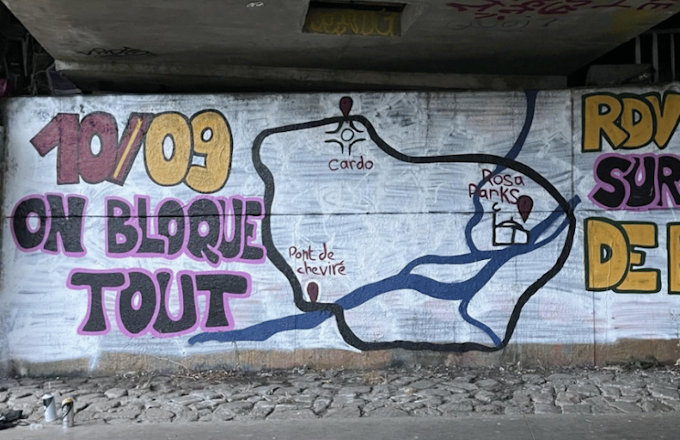 10//09
ON BLOQUE
TOUT
Cardo
Rosa
Parks
Pont de
cheviré
RDV
SUR
DE